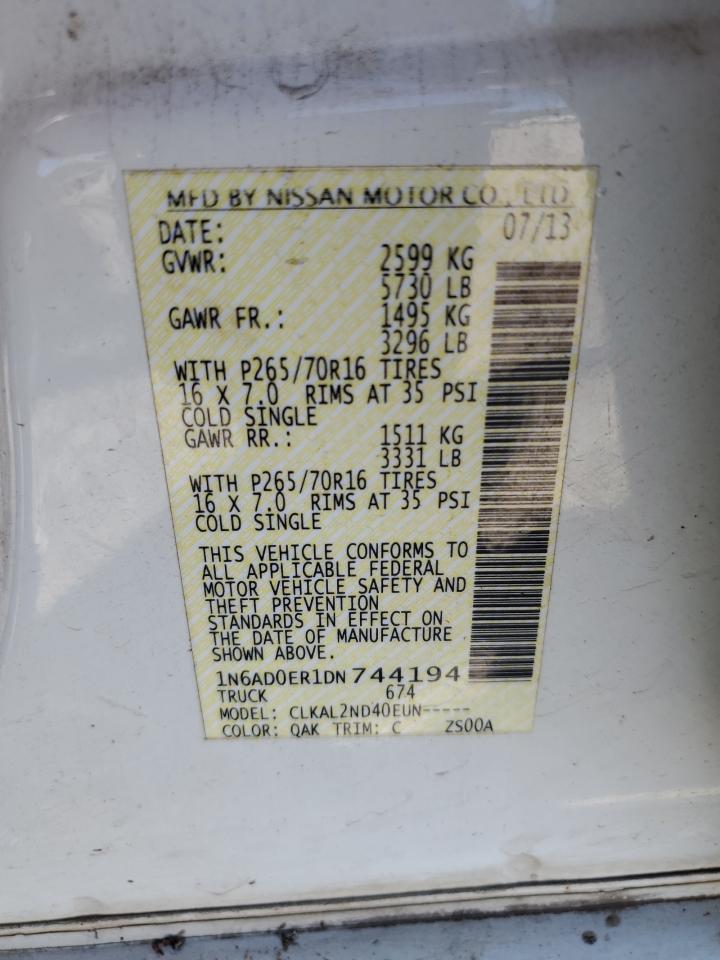 MFD BY NISSAN MOTOR CO., LTD.
DATE: 07/13
GVWR: 2599 KG
5730 LB
GAWR FR.: 1495 KG
3296 LB
WITH P265/70R16 TIRES
16 X 7.0 RIMS AT 35 PSI
COLD SINGLE
GAWR RR.: 1511 KG
3331 LB
WITH P265/70R16 TIRES
16 X 7.0 RIMS AT 35 PSI
COLD SINGLE
THIS VEHICLE CONFORMS TO
ALL APPLICABLE FEDERAL
MOTOR VEHICLE SAFETY AND
THEFT PREVENTION
STANDARDS IN EFFECT ON
THE DATE OF MANUFACTURE
SHOWN ABOVE.
1N6AD0ER1DN744194
TRUCK 674
MODEL: CLKAL2ND40EUN-----
COLOR: QAK TRIM: C ZS00A